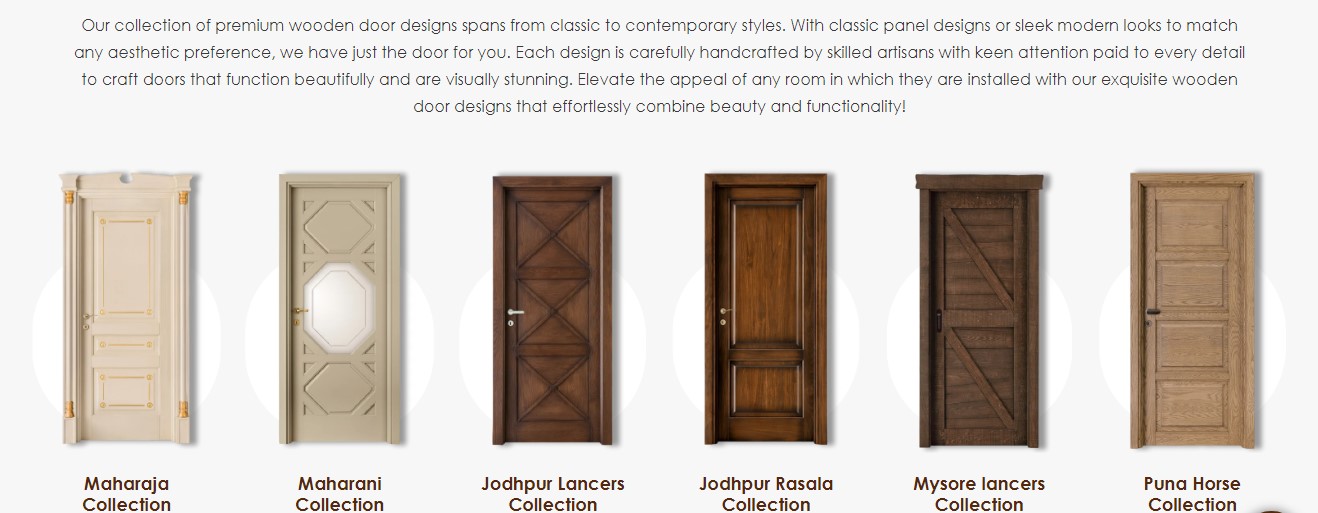 Our collection of premium wooden door designs spans from classic to contemporary styles. With classic panel designs or sleek modern looks to match
any aesthetic preference, we have just the door for you. Each design is carefully handcrafted by skilled artisans with keen attention paid to every detail
to craft doors that function beautifully and are visually stunning. Elevate the appeal of any room in which they are installed with our exquisite wooden
door designs that effortlessly combine beauty and functionality!
Maharaja
Collection
Maharani
Collection
Jodhpur Lancers
Collection
Jodhpur Rasala
Collection
Mysore lancers
Collection
Puna Horse
Collection